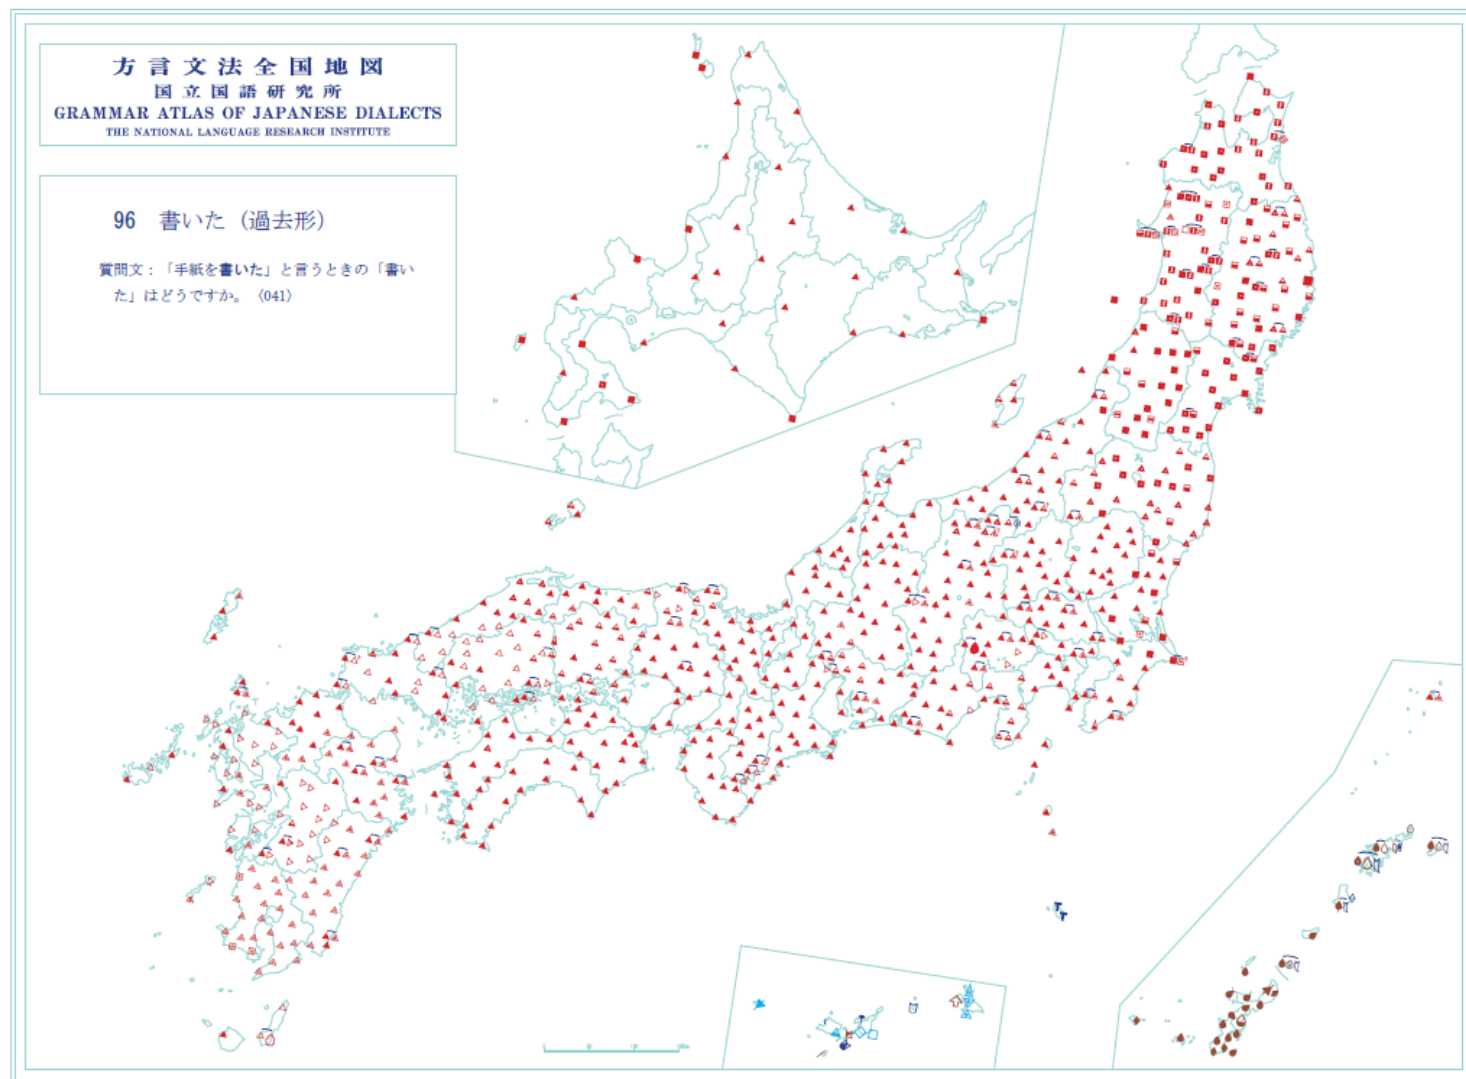 方言文法全国地図
国立国語研究所
GRAMMAR ATLAS OF JAPANESE DIALECTS
THE NATIONAL LANGUAGE RESEARCH INSTITUTE
96 書いた（過去形）
質問文：「手紙を書いた」と言うときの「書い
た」はどうですか。〈041〉